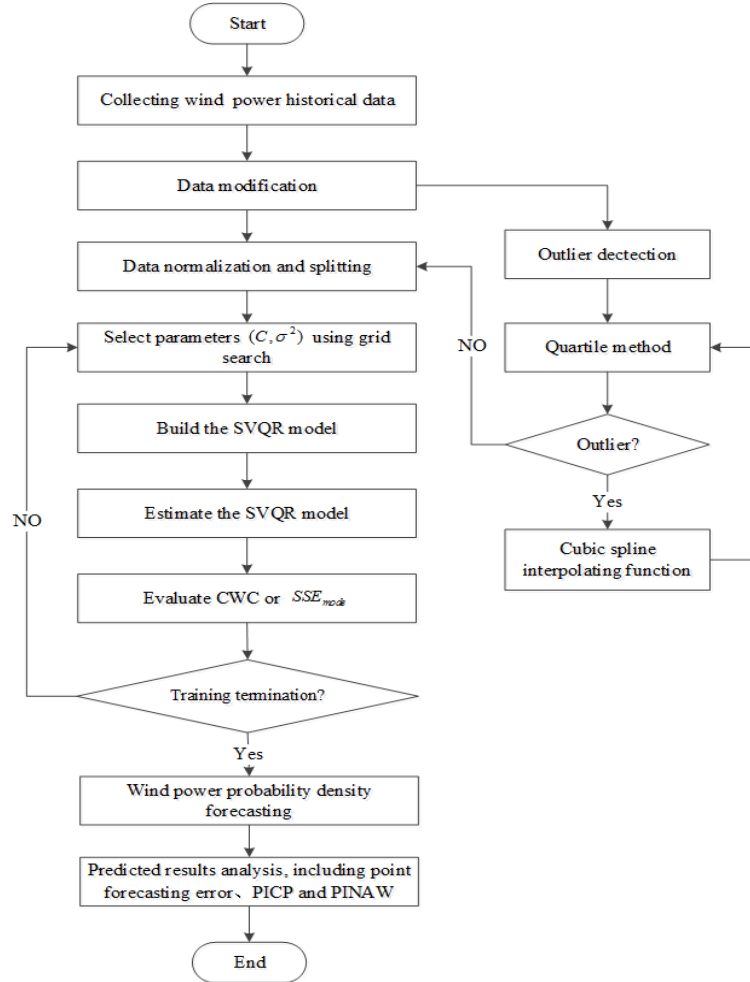 Start
Collecting wind power historical data
Data modification
Data normalization and splitting
Select parameters (C, σ²) using grid
search
Build the SVQR model
Estimate the SVQR model
Evaluate CWC or SSE_mode
Training termination?
NO
Yes
Wind power probability density
forecasting
Predicted results analysis, including point
forecasting error、PICP and PINAW
End
Outlier dectection
Quartile method
Outlier?
NO
Yes
Cubic spline
interpolating function